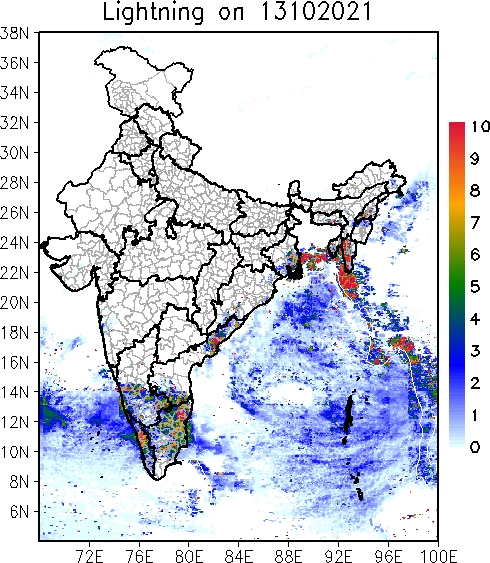 Lightning on 13102021
38N
36N
34N
32N
30N
28N
26N
24N
22N
20N
18N
16N
14N
12N
10N
8N
6N
72E 76E 80E 84E 88E 92E 96E 100E
10
9
8
7
6
5
4
3
2
1
0